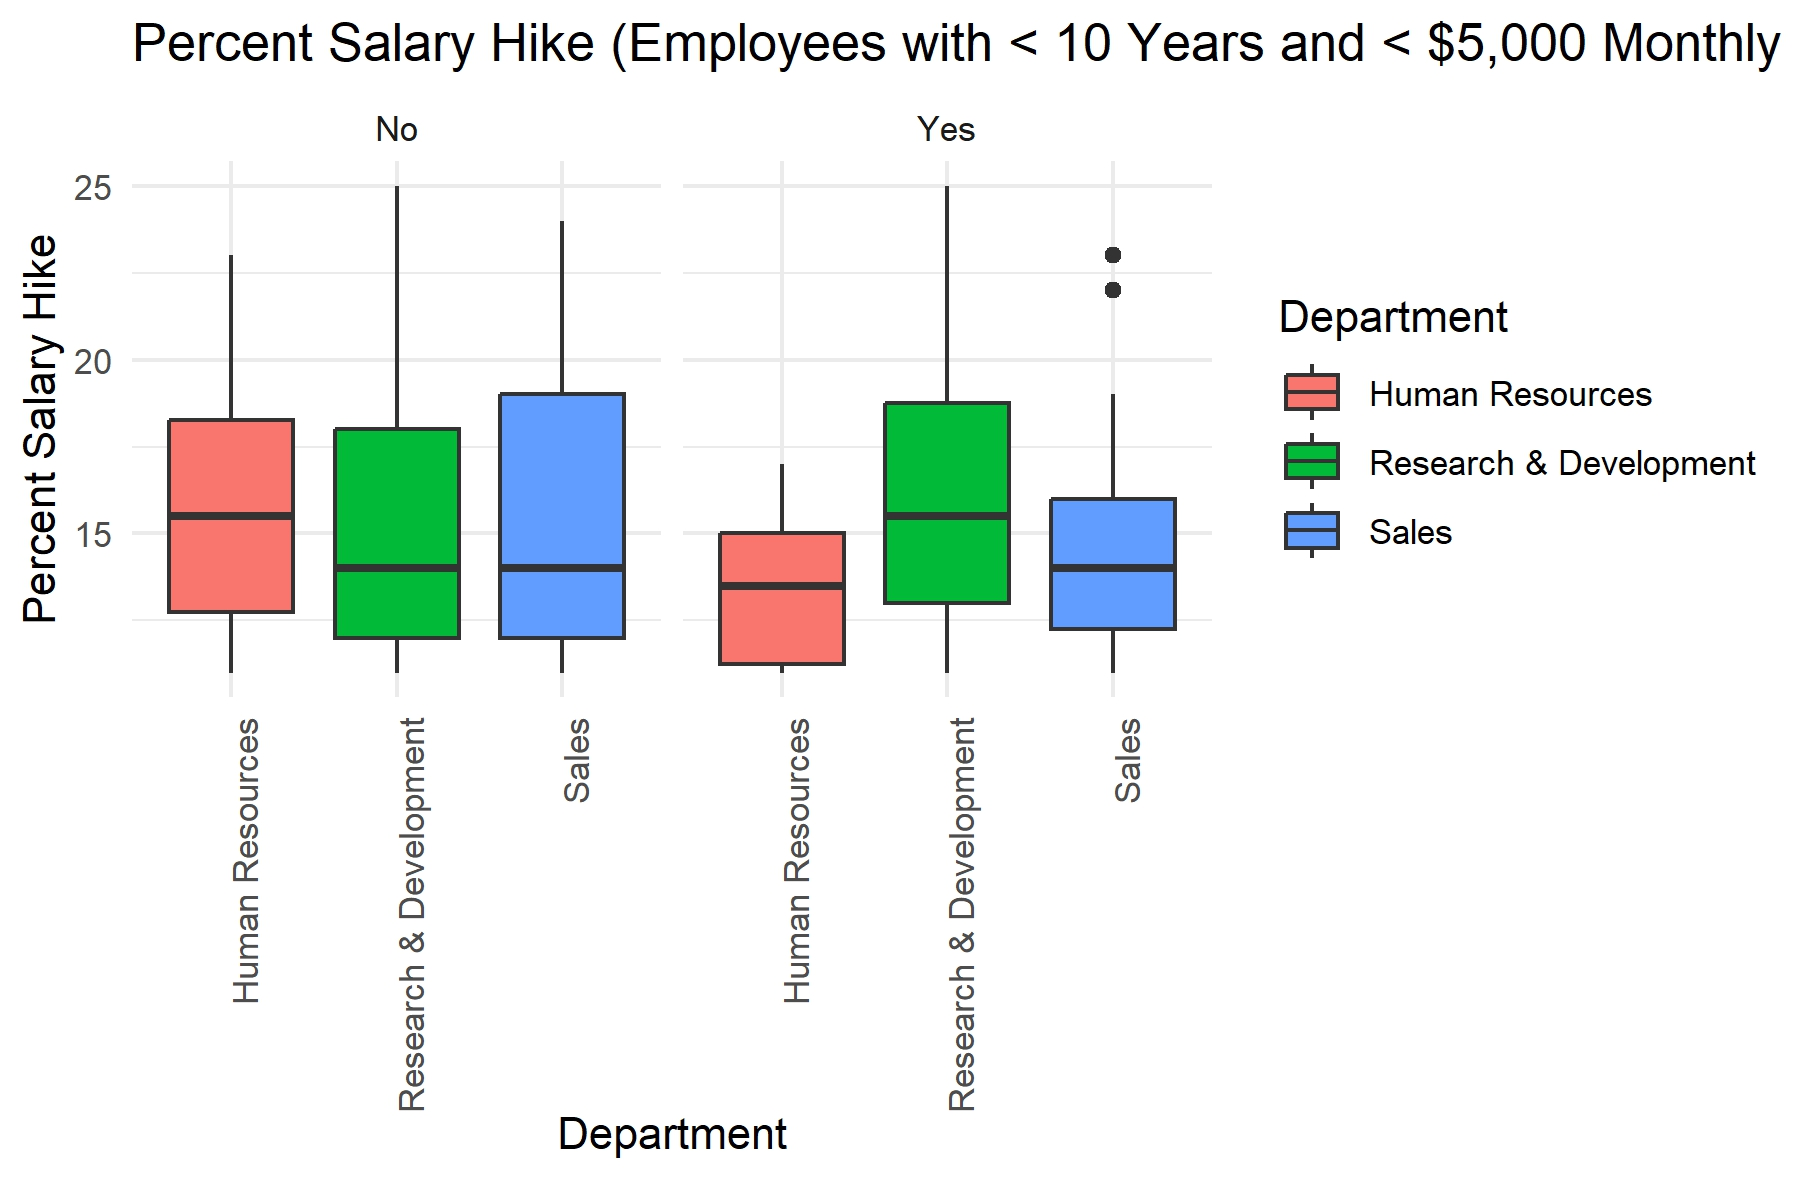 Percent Salary Hike (Employees with < 10 Years and < $5,000 Monthly
No
Yes
Percent Salary Hike
25
20
15
Human Resources
Research & Development
Sales
Human Resources
Research & Development
Sales
Department
Department
Human Resources
Research & Development
Sales